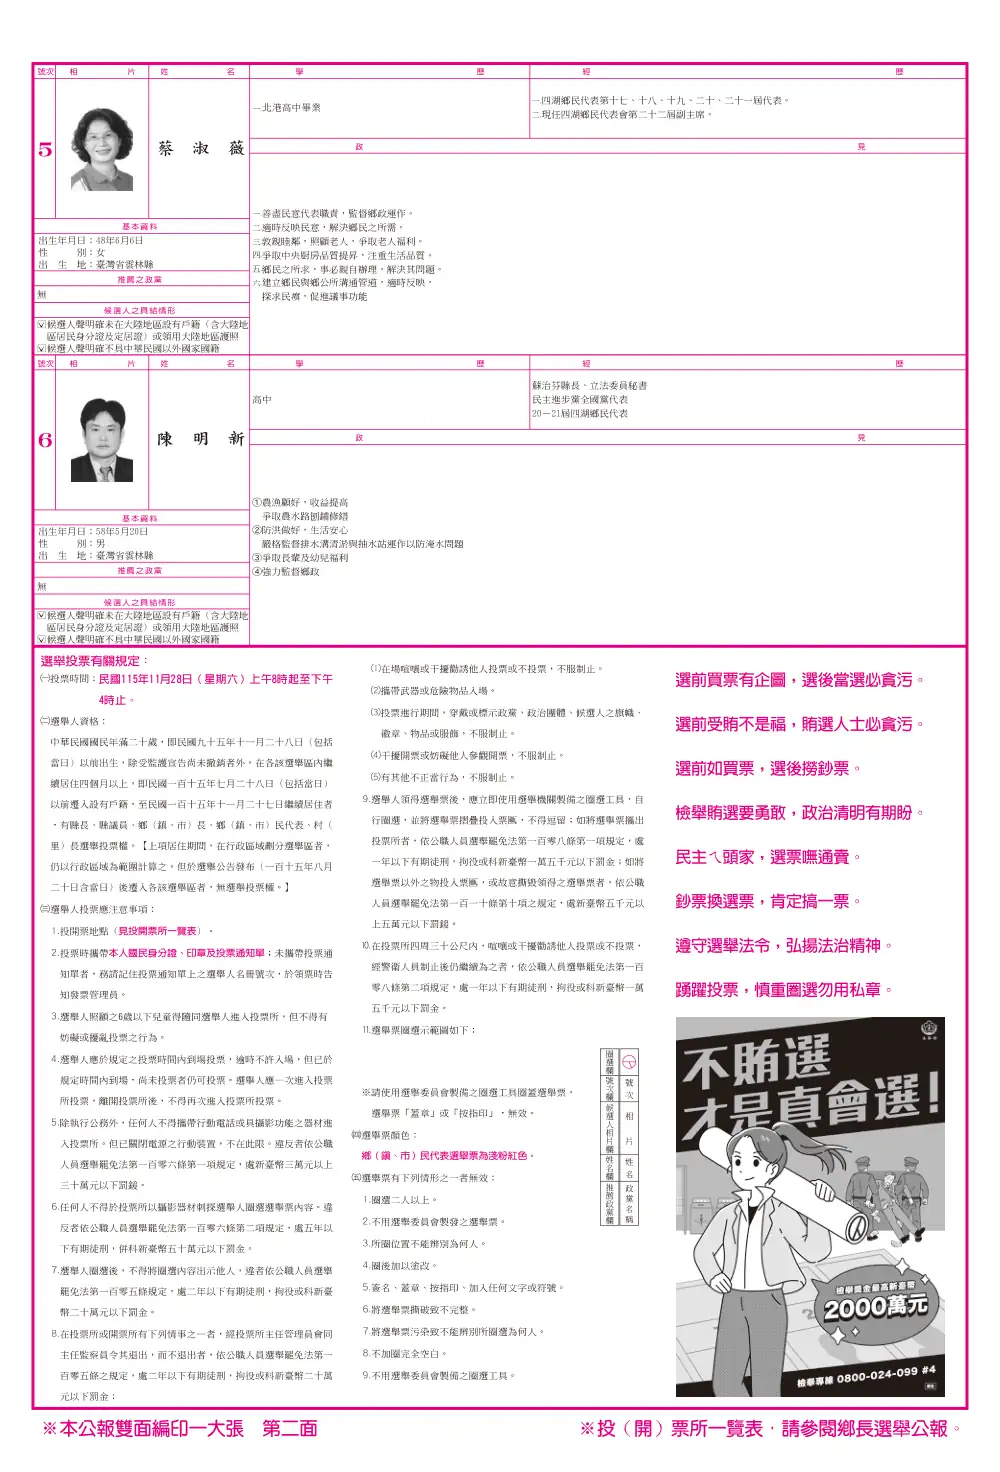 號次 相 片 姓 名 學 歷 經 歷
5
蔡 淑 薇
一.北港高中畢業
一.四湖鄉民代表第十七、十八、十九、二十、二十一屆代表。
二.現任四湖鄉民代表會第二十二屆副主席。
政 見
一.善盡民意代表職責，監督鄉政運作。
二.適時反映民意，解決鄉民之所需。
三.敦親睦鄰，照顧老人，爭取老人福利。
四.爭取中央厨房品質提昇，注重生活品質。
五.鄉民之所求，事必親自辦理，解決其問題。
六.建立鄉民與鄉公所溝通管道，適時反映，
探求民瘼，促進議事功能
基本資料
出生年月日：48年6月6日
性 別：女
出 生 地：臺灣省雲林縣
推薦之政黨
無
候選人之具結情形
☑候選人聲明確未在大陸地區設有戶籍（含大陸地
區居民身分證及定居證）或領用大陸地區護照
☑候選人聲明確不具中華民國以外國家國籍
號次 相 片 姓 名 學 歷 經 歷
6
陳 明 新
高中
蘇治芬縣長、立法委員秘書
民主進步黨全國黨代表
20－21屆四湖鄉民代表
政 見
①農漁顧好，收益提高
爭取農水路刨鋪修繕
②防洪做好，生活安心
嚴格監督排水溝清淤與抽水站運作以防淹水問題
③爭取長輩及幼兒福利
④強力監督鄉政
基本資料
出生年月日：58年5月20日
性 別：男
出 生 地：臺灣省雲林縣
推薦之政黨
無
候選人之具結情形
☑候選人聲明確未在大陸地區設有戶籍（含大陸地
區居民身分證及定居證）或領用大陸地區護照
☑候選人聲明確不具中華民國以外國家國籍
選舉投票有關規定：
㈠投票時間：民國115年11月28日（星期六）上午8時起至下午
4時止。
㈡選舉人資格：
中華民國國民年滿二十歲，即民國九十五年十一月二十八日（包括
當日）以前出生，除受監護宣告尚未撤銷者外，在各該選舉區內繼
續居住四個月以上，即民國一百十五年七月二十八日（包括當日）
以前遷入設有戶籍，至民國一百十五年十一月二十七日繼續居住者
，有縣長、縣議員、鄉（鎮、市）長、鄉（鎮、市）民代表、村（
里）長選舉投票權。【上項居住期間，在行政區域劃分選舉區者，
仍以行政區域為範圍計算之。但於選舉公告發布（一百十五年八月
二十日含當日）後遷入各該選舉區者，無選舉投票權。】
㈢選舉人投票應注意事項：
1.投開票地點（見投開票所一覽表）。
2.投票時攜帶本人國民身分證、印章及投票通知單；未攜帶投票通
知單者，務請記住投票通知單上之選舉人名冊號次，於領票時告
知發票管理員。
3.選舉人照顧之6歲以下兒童得隨同選舉人進入投票所，但不得有
妨礙或擾亂投票之行為。
4.選舉人應於規定之投票時間內到場投票，逾時不許入場，但已於
規定時間內到場，尚未投票者仍可投票。選舉人應一次進入投票
所投票，離開投票所後，不得再次進入投票所投票。
5.除執行公務外，任何人不得攜帶行動電話或具攝影功能之器材進
入投票所。但已關閉電源之行動裝置，不在此限。違反者依公職
人員選舉罷免法第一百零六條第一項規定，處新臺幣三萬元以上
三十萬元以下罰鍰。
6.任何人不得於投票所以攝影器材刺探選舉人圈選選舉票內容。違
反者依公職人員選舉罷免法第一百零六條第二項規定，處五年以
下有期徒刑，併科新臺幣五十萬元以下罰金。
7.選舉人圈選後，不得將圈選內容出示他人，違者依公職人員選舉
罷免法第一百零五條規定，處二年以下有期徒刑，拘役或科新臺
幣二十萬元以下罰金。
8.在投票所或開票所有下列情事之一者，經投票所主任管理員會同
主任監察員令其退出，而不退出者，依公職人員選舉罷免法第一
百零五條之規定，處二年以下有期徒刑，拘役或科新臺幣二十萬
元以下罰金：
⑴在場喧嚷或干擾勸誘他人投票或不投票，不服制止。
⑵攜帶武器或危險物品入場。
⑶投票進行期間，穿戴或標示政黨、政治團體、候選人之旗幟、
徽章、物品或服飾，不服制止。
⑷干擾開票或妨礙他人參觀開票，不服制止。
⑸有其他不正當行為，不服制止。
9.選舉人領得選舉票後，應立即使用選舉機關製備之圈選工具，自
行圈選，並將選舉票摺疊投入票匭，不得逗留；如將選舉票攜出
投票所者，依公職人員選舉罷免法第一百零八條第一項規定，處
一年以下有期徒刑，拘役或科新臺幣一萬五千元以下罰金；如將
選舉票以外之物投入票匭，或故意撕毀領得之選舉票者，依公職
人員選舉罷免法第一百一十條第十項之規定，處新臺幣五千元以
上五萬元以下罰鍰。
10.在投票所四周三十公尺內，喧嚷或干擾勸誘他人投票或不投票，
經警衛人員制止後仍繼續為之者，依公職人員選舉罷免法第一百
零八條第二項規定，處一年以下有期徒刑，拘役或科新臺幣一萬
五千元以下罰金。
11.選舉票圈選示範圖如下：
圈選欄
號次欄 號次
候選人相片欄 相片
姓名欄 姓名
推薦政黨欄 政黨名稱
※請使用選舉委員會製備之圈選工具圈蓋選舉票，
選舉票「蓋章」或「按指印」，無效。
㈣選舉票顏色：
鄉（鎮、市）民代表選舉票為淺粉紅色。
㈤選舉票有下列情形之一者無效：
1.圈選二人以上。
2.不用選舉委員會製發之選舉票。
3.所圈位置不能辨別為何人。
4.圈後加以塗改。
5.簽名、蓋章、按指印、加入任何文字或符號。
6.將選舉票撕破致不完整。
7.將選舉票污染致不能辨別所圈選為何人。
8.不加圈完全空白。
9.不用選舉委員會製備之圈選工具。
選前買票有企圖，選後當選必貪污。
選前受賄不是福，賄選人士必貪污。
選前如買票，選後撈鈔票。
檢舉賄選要勇敢，政治清明有期盼。
民主ㄟ頭家，選票嘸通賣。
鈔票換選票，肯定搞一票。
遵守選舉法令，弘揚法治精神。
踴躍投票，慎重圈選勿用私章。
不賄選
才是真會選！
檢舉獎金最高新臺幣
2000萬元
檢舉專線 0800-024-099 #4
※本公報雙面編印一大張 第二面
※投（開）票所一覽表，請參閱鄉長選舉公報。